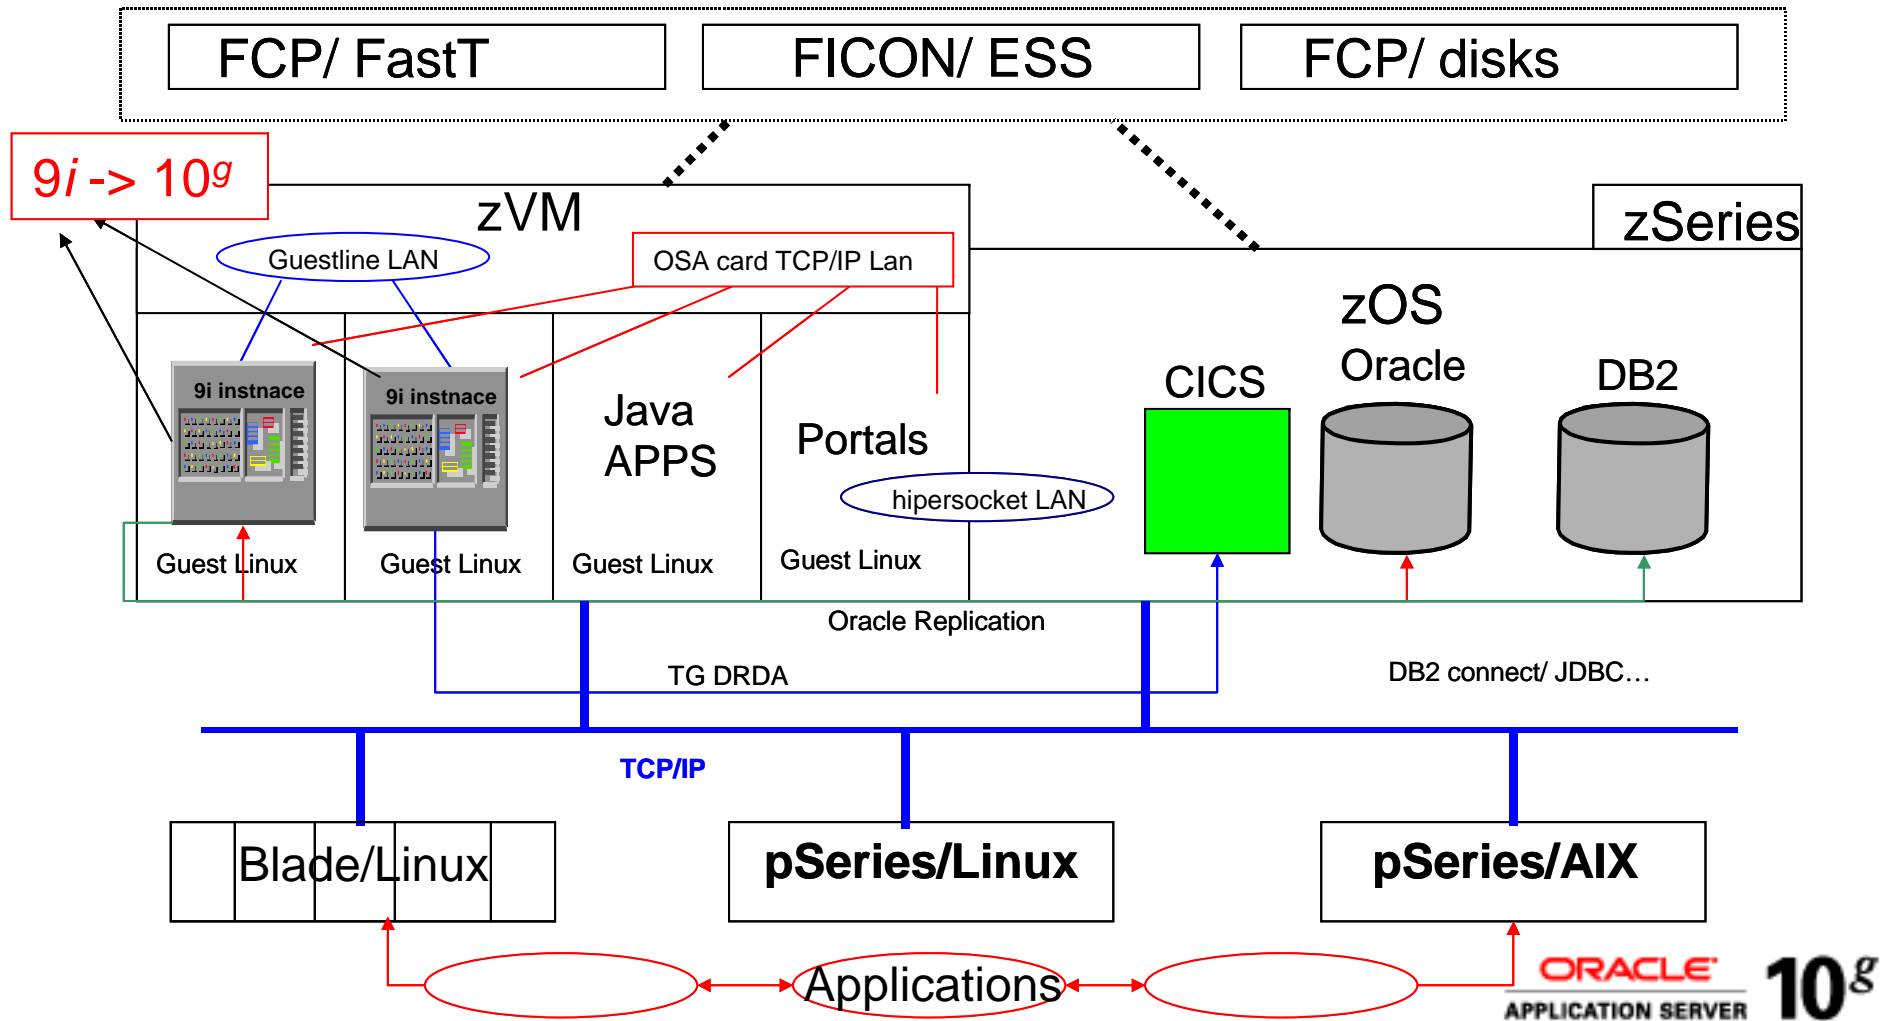 FCP/ FastT
FICON/ ESS
FCP/ disks
9i -> 10g
zVM
zSeries
Guestline LAN
OSA card TCP/IP Lan
zOS
Oracle
CICS
DB2
9i instnace
9i instnace
Java
APPS
Portals
hipersocket LAN
Guest Linux
Guest Linux
Guest Linux
Guest Linux
Oracle Replication
TG DRDA
DB2 connect/ JDBC…
TCP/IP
Blade/Linux
pSeries/Linux
pSeries/AIX
Applications
ORACLE
APPLICATION SERVER
10g